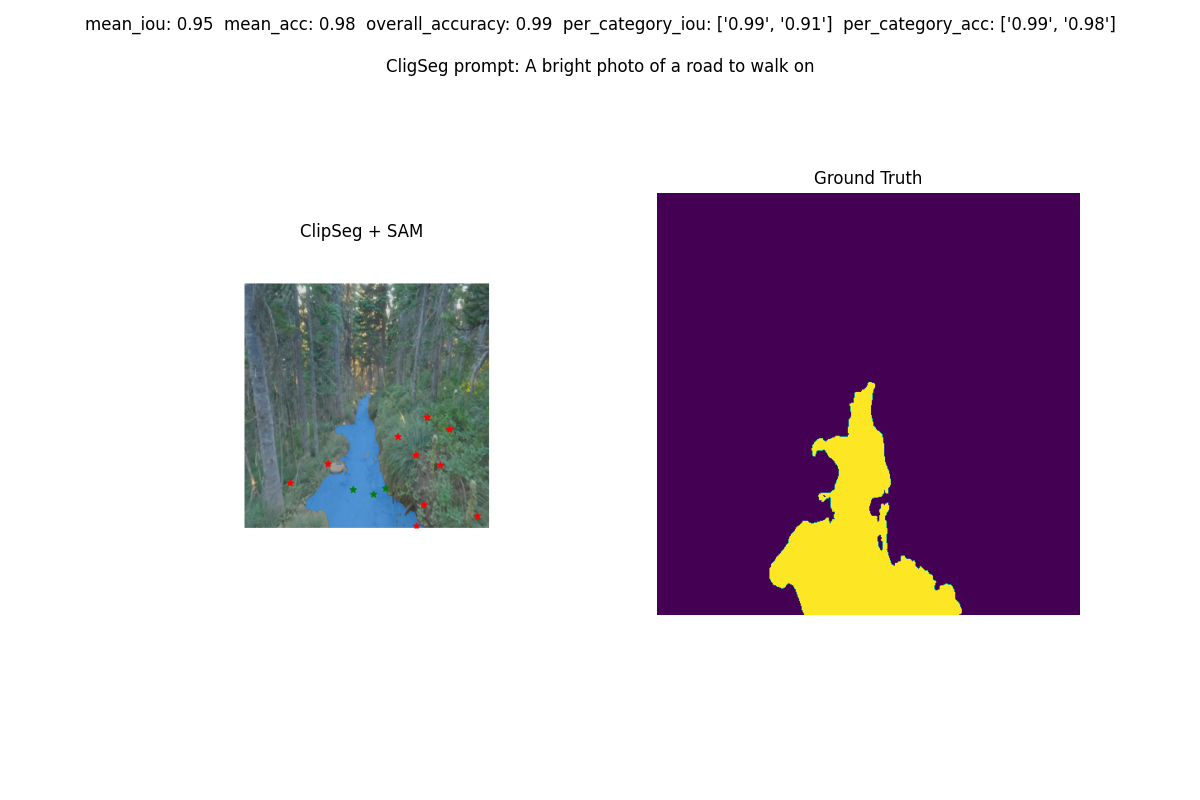 mean_iou: 0.95  mean_acc: 0.98  overall_accuracy: 0.99  per_category_iou: ['0.99', '0.91']  per_category_acc: ['0.99', '0.98']
CligSeg prompt: A bright photo of a road to walk on
Ground Truth
ClipSeg + SAM